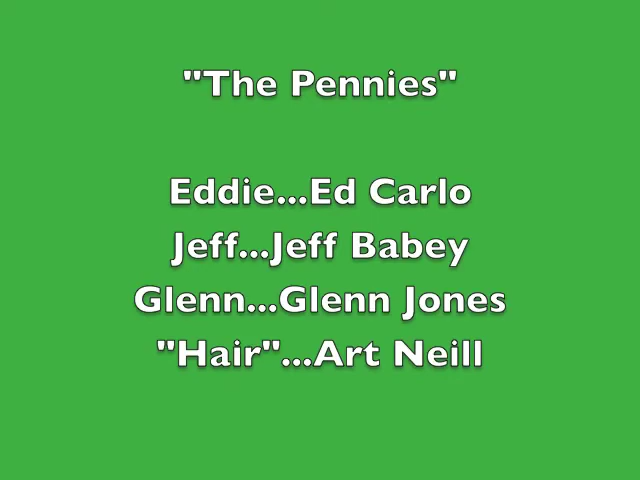 "The Pennies"
Eddie...Ed Carlo
Jeff...Jeff Babey
Glenn...Glenn Jones
"Hair"...Art Neill